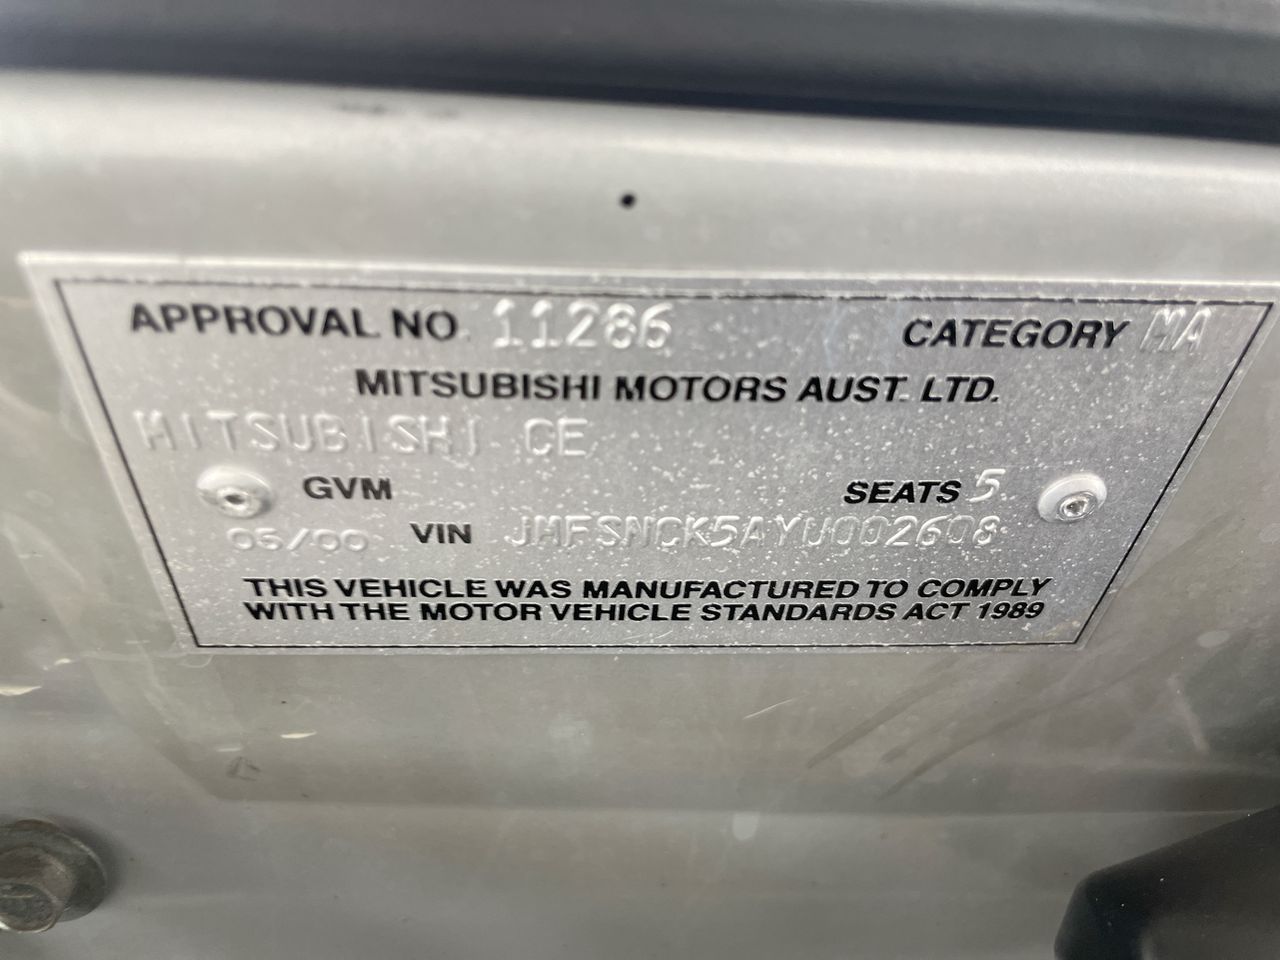 APPROVAL NO 11286 CATEGORY MA
MITSUBISHI MOTORS AUST. LTD.
MITSUBISHI CE
GVM SEATS 5
05/00 VIN JMFSNCK5AYU002608
THIS VEHICLE WAS MANUFACTURED TO COMPLY
WITH THE MOTOR VEHICLE STANDARDS ACT 1989